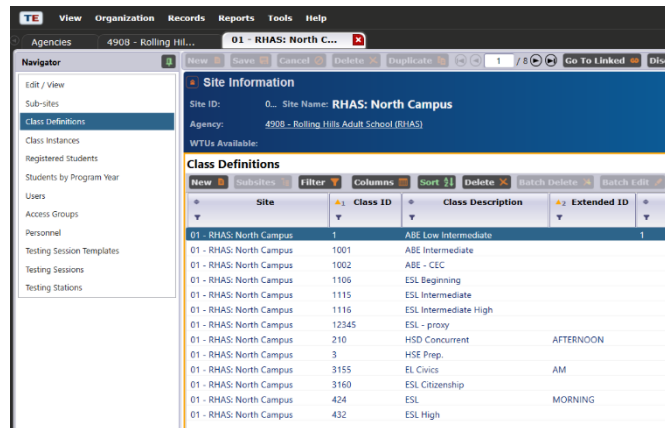 TE View Organization Records Reports Tools Help
Agencies 4908 - Rolling Hil... 01 - RHAS: North C...
Navigator New Save Cancel Delete Duplicate 1 / 8 Go To Linked Disc
Edit / View
Sub-sites
Class Definitions
Class Instances
Registered Students
Students by Program Year
Users
Access Groups
Personnel
Testing Session Templates
Testing Sessions
Testing Stations
Site Information
Site ID: 0... Site Name: RHAS: North Campus
Agency: 4908 - Rolling Hills Adult School (RHAS)
WTUs Available:
Class Definitions
New Subsites Filter Columns Sort Delete Batch Delete Batch Edit
Site 1 Class ID Class Description 2 Extended ID
01 - RHAS: North Campus 1 ABE Low Intermediate 1
01 - RHAS: North Campus 1001 ABE Intermediate
01 - RHAS: North Campus 1002 ABE - CEC
01 - RHAS: North Campus 1106 ESL Beginning
01 - RHAS: North Campus 1115 ESL Intermediate
01 - RHAS: North Campus 1116 ESL Intermediate High
01 - RHAS: North Campus 12345 ESL - proxy
01 - RHAS: North Campus 210 HSD Concurrent AFTERNOON
01 - RHAS: North Campus 3 HSE Prep.
01 - RHAS: North Campus 3155 EL Civics AM
01 - RHAS: North Campus 3160 ESL Citizenship
01 - RHAS: North Campus 424 ESL MORNING
01 - RHAS: North Campus 432 ESL High